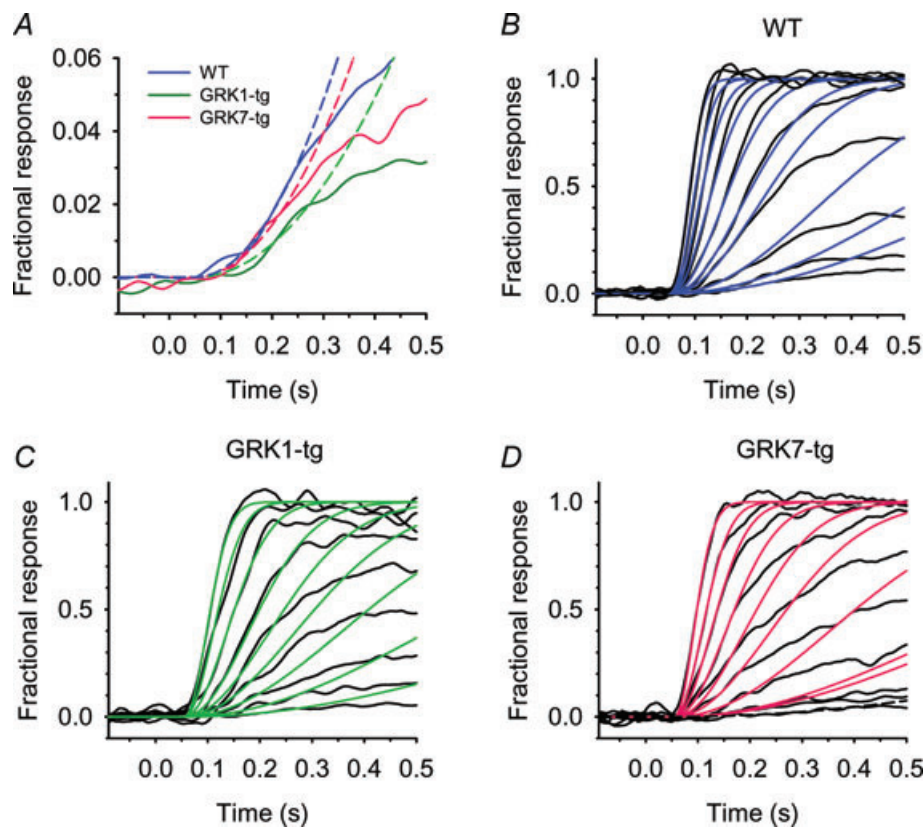 A
0.06
0.04
0.02
0.00
Fractional response
WT
GRK1-tg
GRK7-tg
0.0 0.1 0.2 0.3 0.4 0.5
Time (s)
B
WT
1.0
0.5
0.0
Fractional response
0.0 0.1 0.2 0.3 0.4 0.5
Time (s)
C
GRK1-tg
1.0
0.5
0.0
Fractional response
0.0 0.1 0.2 0.3 0.4 0.5
Time (s)
D
GRK7-tg
1.0
0.5
0.0
Fractional response
0.0 0.1 0.2 0.3 0.4 0.5
Time (s)